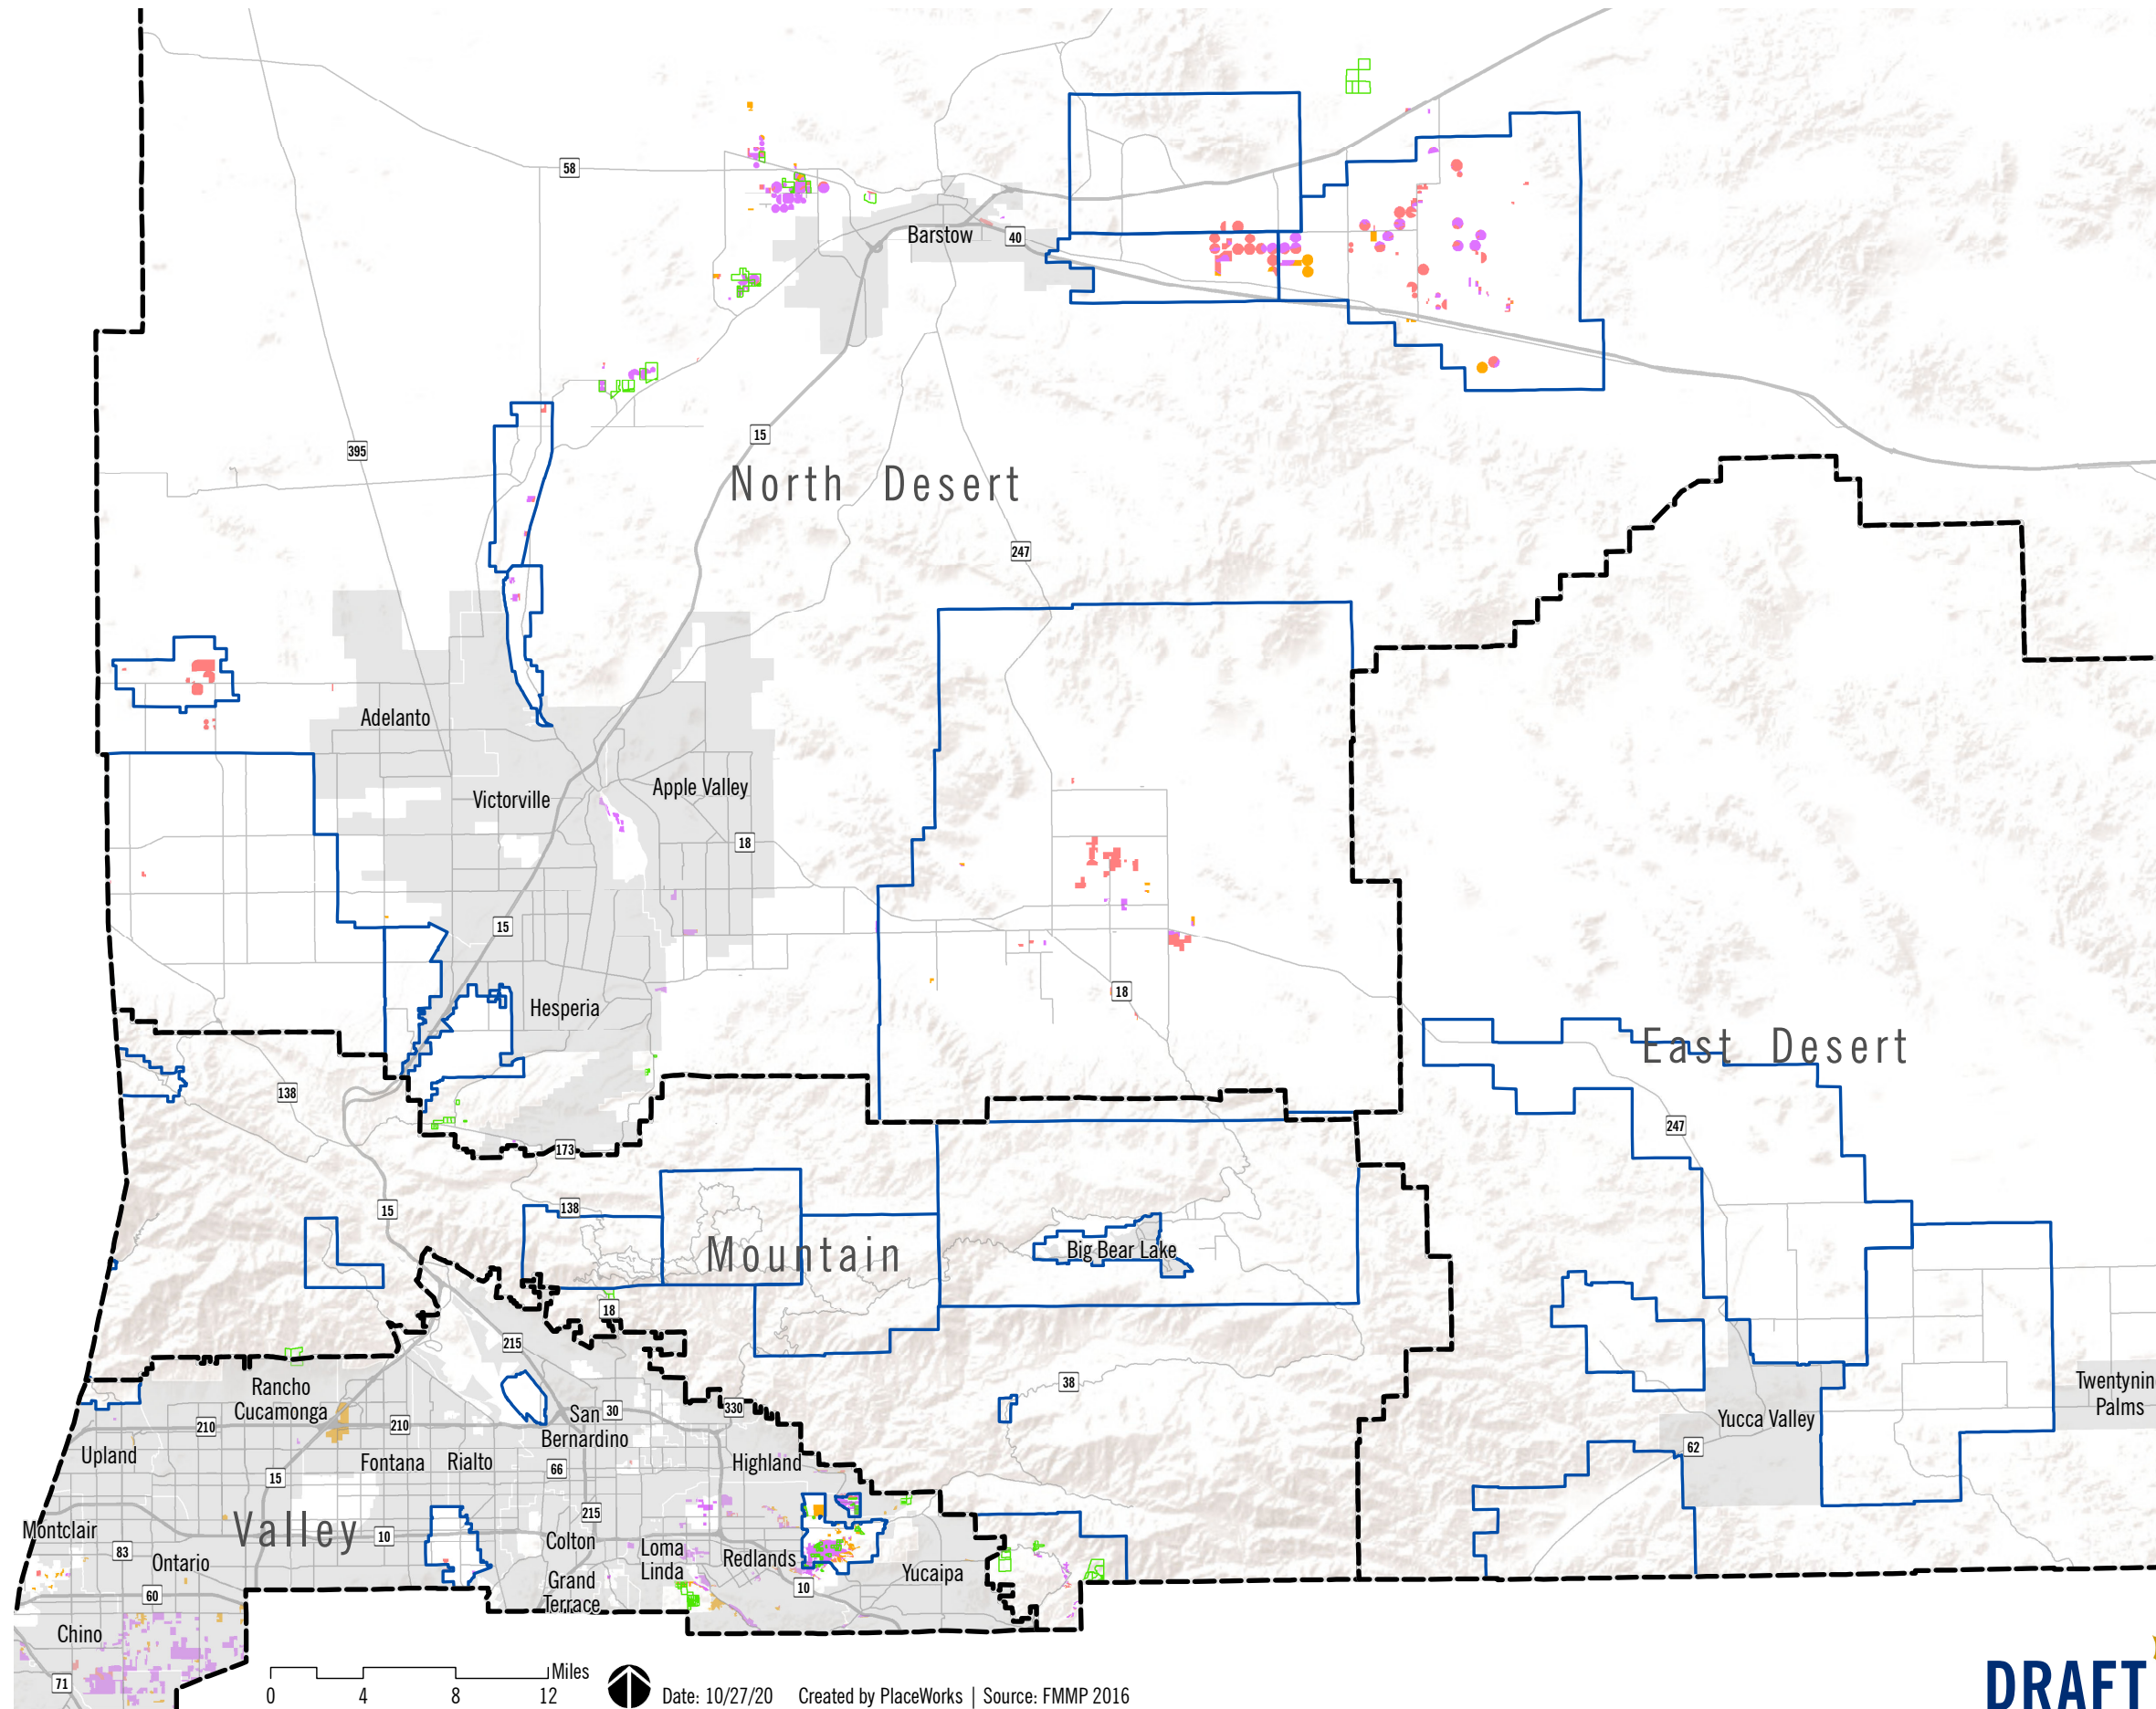 58
Barstow
40
395
15
North Desert
247
Adelanto
Victorville
Apple Valley
18
15
Hesperia
18
East Desert
138
247
173
15
138
Mountain
Big Bear Lake
18
215
38
Rancho
Cucamonga
210
210
San
Bernardino
30
330
Twentynin
Palms
Yucca Valley
62
Upland
Fontana
Rialto
66
Highland
15
Valley
10
215
Montclair
83
Ontario
Colton
Loma
Linda
Redlands
10
Yucaipa
Grand
Terrace
60
Chino
71
Miles
0 4 8 12
Date: 10/27/20 Created by PlaceWorks | Source: FMMP 2016
DRAFT